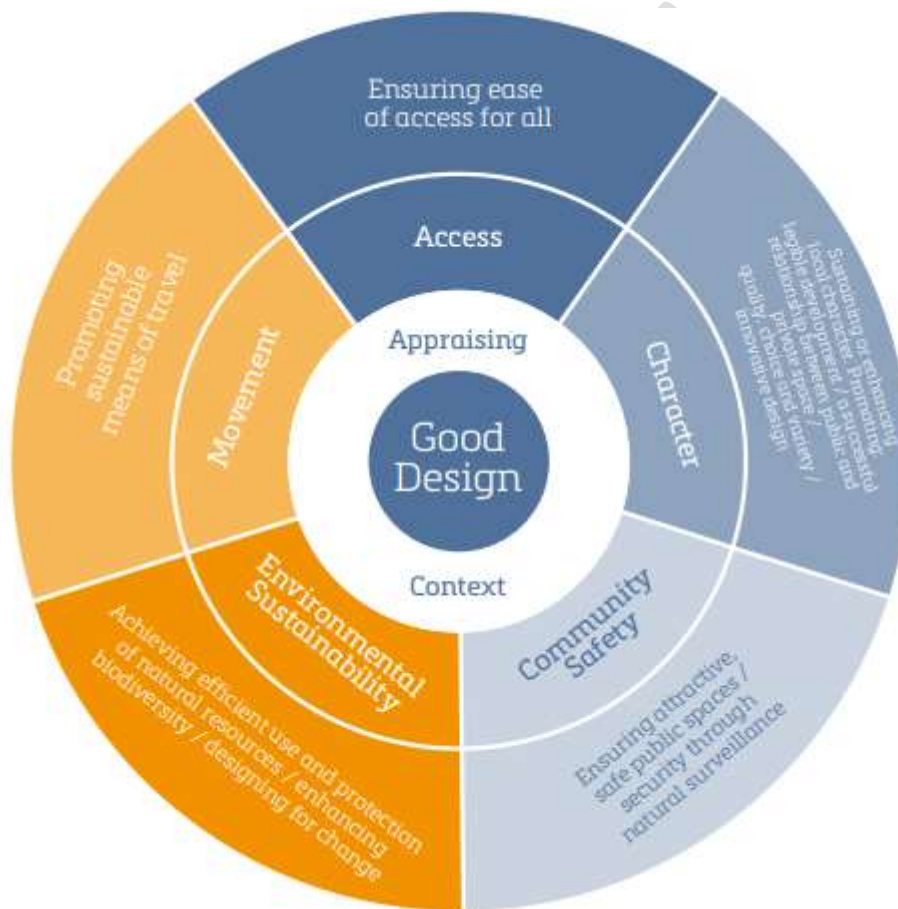 Ensuring ease
of access for all
Access
Sustaining or enhancing
local character. Promoting
legible development / a successful
relationship between public and
private space /
quality, choice and variety /
innovative design
Character
Community
Safety
Ensuring attractive,
safe public spaces /
security through
natural surveillance
Environmental
Sustainability
Achieving efficient use and protection
of natural resources / enhancing
biodiversity / designing for change
Movement
Promoting
sustainable
means of travel
Appraising
Good
Design
Context